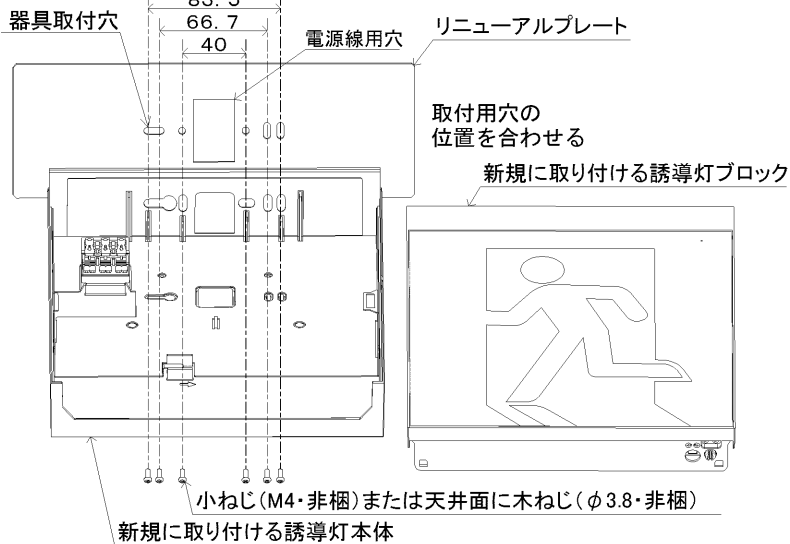 器具取付穴
66.7
40
電源線用穴
リニューアルプレート
取付用穴の
位置を合わせる
新規に取り付ける誘導灯ブロック
小ねじ(M4・非梱)または天井面に木ねじ(φ3.8・非梱)
新規に取り付ける誘導灯本体